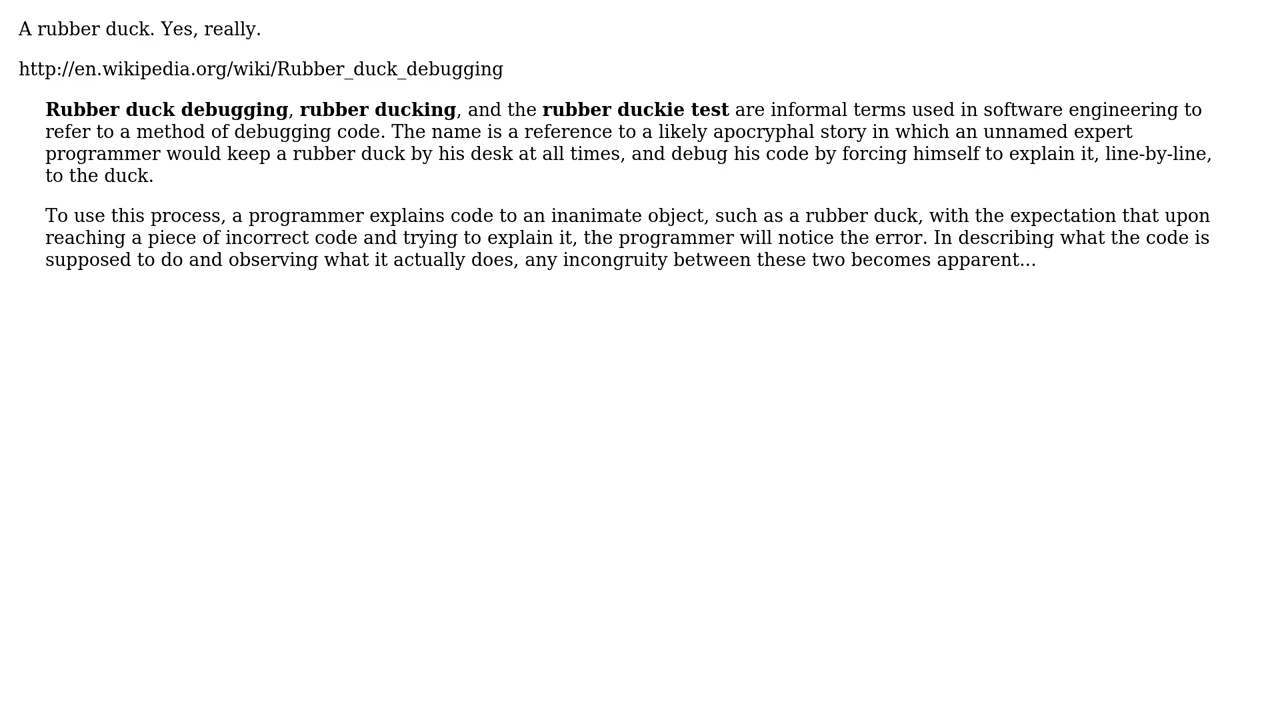 A rubber duck. Yes, really.
http://en.wikipedia.org/wiki/Rubber_duck_debugging
Rubber duck debugging, rubber ducking, and the rubber duckie test are informal terms used in software engineering to
refer to a method of debugging code. The name is a reference to a likely apocryphal story in which an unnamed expert
programmer would keep a rubber duck by his desk at all times, and debug his code by forcing himself to explain it, line-by-line,
to the duck.
To use this process, a programmer explains code to an inanimate object, such as a rubber duck, with the expectation that upon
reaching a piece of incorrect code and trying to explain it, the programmer will notice the error. In describing what the code is
supposed to do and observing what it actually does, any incongruity between these two becomes apparent...